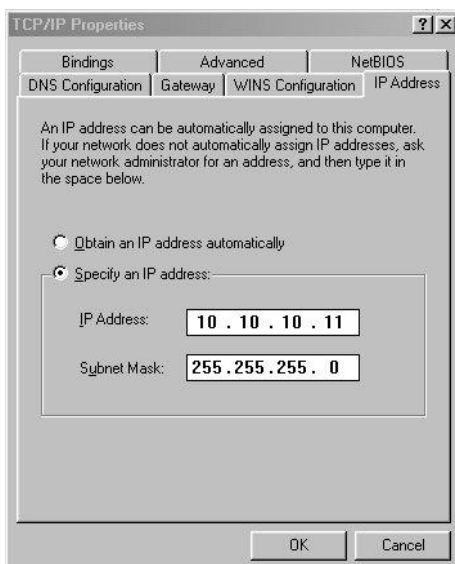 TCP/IP Properties
? ×
Bindings Advanced NetBIOS
DNS Configuration Gateway WINS Configuration IP Address
An IP address can be automatically assigned to this computer.
If your network does not automatically assign IP addresses, ask
your network administrator for an address, and then type it in
the space below.
Obtain an IP address automatically
Specify an IP address:
IP Address: 10 . 10 . 10 . 11
Subnet Mask: 255 . 255 . 255 . 0
OK Cancel